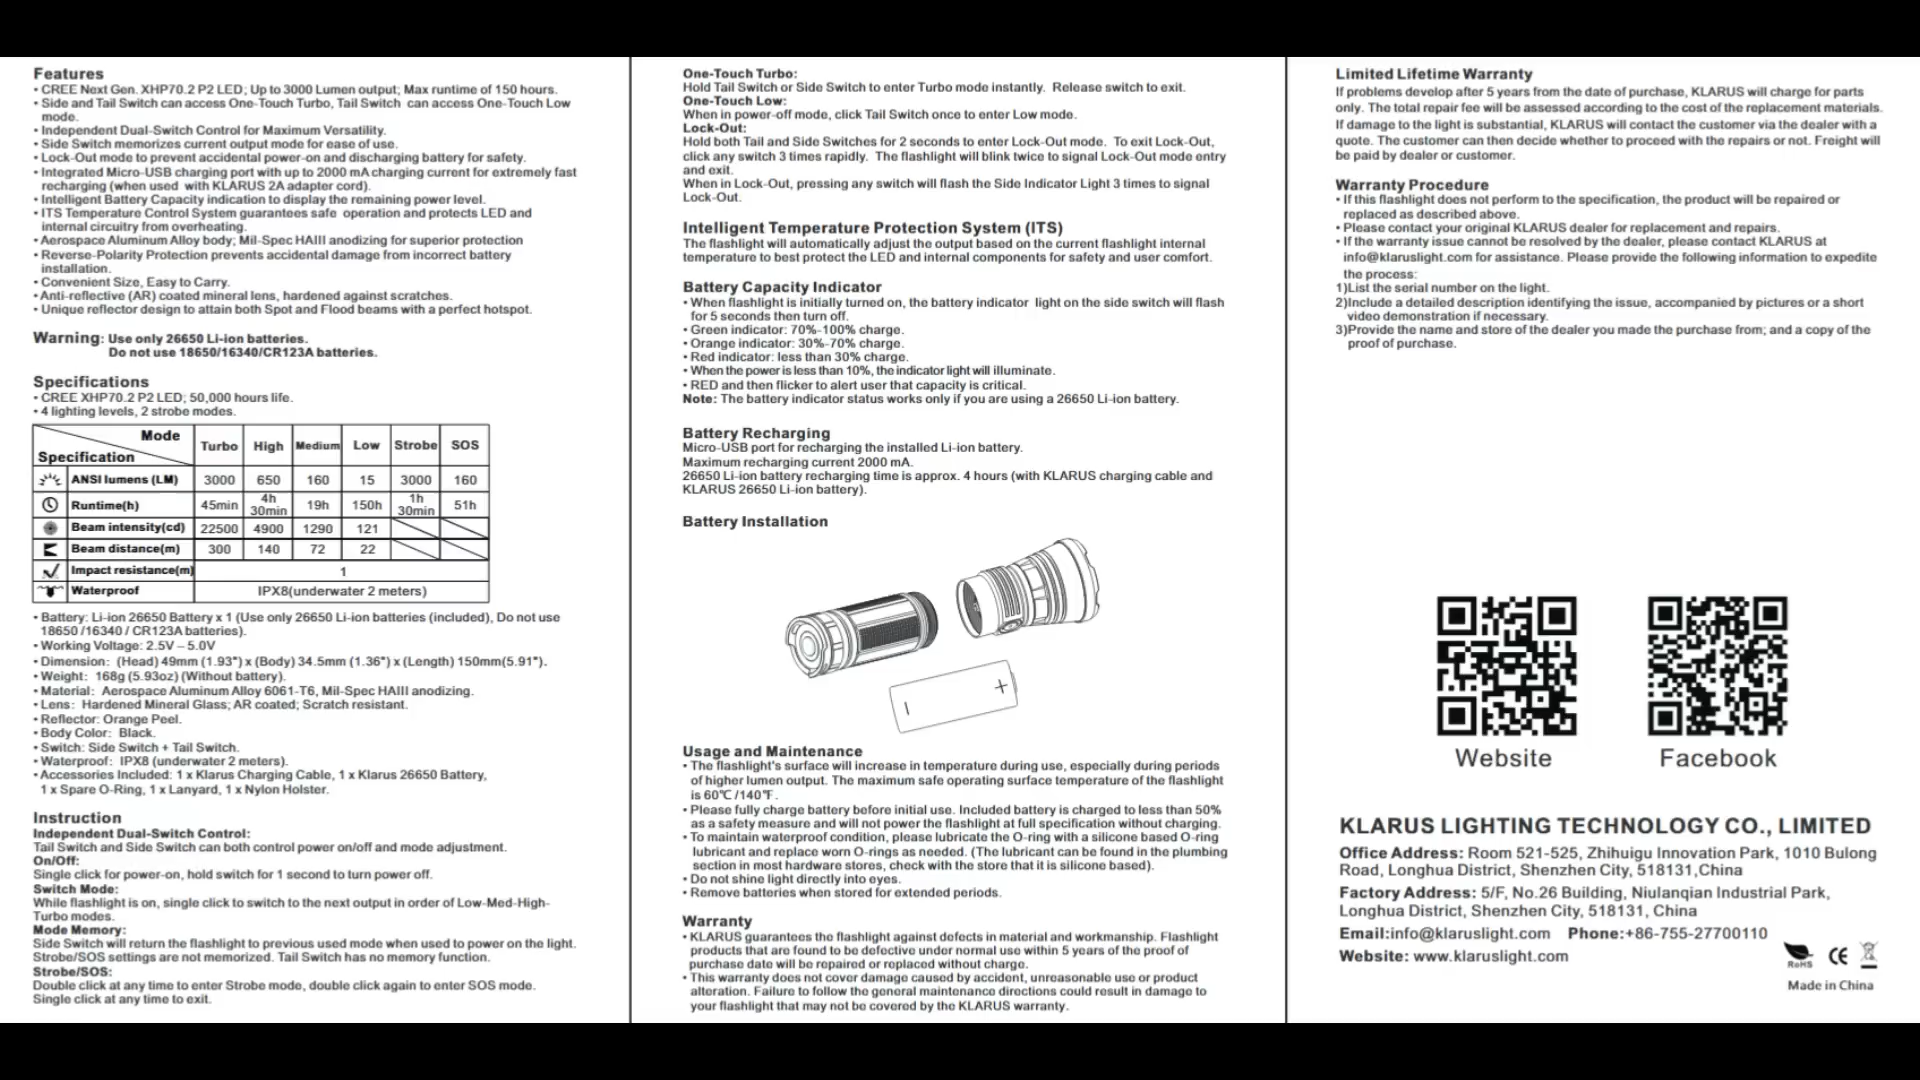 Features
• CREE Next Gen. XHP70.2 P2 LED; Up to 3000 Lumen output; Max runtime of 150 hours.
• Side and Tail Switch can access One-Touch Turbo, Tail Switch can access One-Touch Low
mode.
• Independent Dual-Switch Control for Maximum Versatility.
• Side Switch memorizes current output mode for ease of use.
• Lock-Out mode to prevent accidental power-on and discharging battery for safety.
• Integrated Micro-USB charging port with up to 2000 mA charging current for extremely fast
recharging (when used with KLARUS 2A adapter cord).
• Intelligent Battery Capacity indication to display the remaining power level.
• ITS Temperature Control System guarantees safe operation and protects LED and
internal circuitry from overheating.
• Aerospace Aluminum Alloy body; Mil-Spec HAIII anodizing for superior protection
• Reverse-Polarity Protection prevents accidental damage from incorrect battery
installation.
• Convenient Size, Easy to Carry.
• Anti-reflective (AR) coated mineral lens, hardened against scratches.
• Unique reflector design to attain both Spot and Flood beams with a perfect hotspot.
Warning: Use only 26650 Li-ion batteries.
Do not use 18650/16340/CR123A batteries.
Specifications
• CREE XHP70.2 P2 LED; 50,000 hours life.
• 4 lighting levels, 2 strobe modes.
Mode Turbo High Medium Low Strobe SOS
Specification
ANSI lumens (LM) 3000 650 160 15 3000 160
Runtime(h) 45min 4h 30min 19h 150h 1h 30min 51h
Beam intensity(cd) 22500 4900 1290 121
Beam distance(m) 300 140 72 22
Impact resistance(m) 1
Waterproof IPX8(underwater 2 meters)
• Battery: Li-ion 26650 Battery x 1 (Use only 26650 Li-ion batteries (included), Do not use
18650 /16340 / CR123A batteries).
• Working Voltage: 2.5V – 5.0V
• Dimension: (Head) 49mm (1.93") x (Body) 34.5mm (1.36") x (Length) 150mm(5.91").
• Weight: 168g (5.93oz) (Without battery).
• Material: Aerospace Aluminum Alloy 6061-T6, Mil-Spec HAIII anodizing.
• Lens: Hardened Mineral Glass; AR coated; Scratch resistant.
• Reflector: Orange Peel.
• Body Color: Black.
• Switch: Side Switch + Tail Switch.
• Waterproof: IPX8 (underwater 2 meters).
• Accessories Included: 1 x Klarus Charging Cable, 1 x Klarus 26650 Battery,
1 x Spare O-Ring, 1 x Lanyard, 1 x Nylon Holster.
Instruction
Independent Dual-Switch Control:
Tail Switch and Side Switch can both control power on/off and mode adjustment.
On/Off:
Single click for power-on, hold switch for 1 second to turn power off.
Switch Mode:
While flashlight is on, single click to switch to the next output in order of Low-Med-High-
Turbo modes.
Mode Memory:
Side Switch will return the flashlight to previous used mode when used to power on the light.
Strobe/SOS settings are not memorized. Tail Switch has no memory function.
Strobe/SOS:
Double click at any time to enter Strobe mode, double click again to enter SOS mode.
Single click at any time to exit.
One-Touch Turbo:
Hold Tail Switch or Side Switch to enter Turbo mode instantly. Release switch to exit.
One-Touch Low:
When in power-off mode, click Tail Switch once to enter Low mode.
Lock-Out:
Hold both Tail and Side Switches for 2 seconds to enter Lock-Out mode. To exit Lock-Out,
click any switch 3 times rapidly. The flashlight will blink twice to signal Lock-Out mode entry
and exit.
When in Lock-Out, pressing any switch will flash the Side Indicator Light 3 times to signal
Lock-Out.
Intelligent Temperature Protection System (ITS)
The flashlight will automatically adjust the output based on the current flashlight internal
temperature to best protect the LED and internal components for safety and user comfort.
Battery Capacity Indicator
• When flashlight is initially turned on, the battery indicator light on the side switch will flash
for 5 seconds then turn off.
• Green indicator: 70%-100% charge.
• Orange indicator: 30%-70% charge.
• Red indicator: less than 30% charge.
• When the power is less than 10%, the indicator light will illuminate.
• RED and then flicker to alert user that capacity is critical.
Note: The battery indicator status works only if you are using a 26650 Li-ion battery.
Battery Recharging
Micro-USB port for recharging the installed Li-ion battery.
Maximum recharging current 2000 mA.
26650 Li-ion battery recharging time is approx. 4 hours (with KLARUS charging cable and
KLARUS 26650 Li-ion battery).
Battery Installation
Usage and Maintenance
• The flashlight's surface will increase in temperature during use, especially during periods
of higher lumen output. The maximum safe operating surface temperature of the flashlight
is 60℃ /140℉ .
• Please fully charge battery before initial use. Included battery is charged to less than 50%
as a safety measure and will not power the flashlight at full specification without charging.
• To maintain waterproof condition, please lubricate the O-ring with a silicone based O-ring
lubricant and replace worn O-rings as needed. (The lubricant can be found in the plumbing
section in most hardware stores, check with the store that it is silicone based).
• Do not shine light directly into eyes.
• Remove batteries when stored for extended periods.
Warranty
• KLARUS guarantees the flashlight against defects in material and workmanship. Flashlight
products that are found to be defective under normal use within 5 years of the proof of
purchase date will be repaired or replaced without charge.
• This warranty does not cover damage caused by accident, unreasonable use or product
alteration. Failure to follow the general maintenance directions could result in damage to
your flashlight that may not be covered by the KLARUS warranty.
Limited Lifetime Warranty
If problems develop after 5 years from the date of purchase, KLARUS will charge for parts
only. The total repair fee will be assessed according to the cost of the replacement materials.
If damage to the light is substantial, KLARUS will contact the customer via the dealer with a
quote. The customer can then decide whether to proceed with the repairs or not. Freight will
be paid by dealer or customer.
Warranty Procedure
• If this flashlight does not perform to the specification, the product will be repaired or
replaced as described above.
• Please contact your original KLARUS dealer for replacement and repairs.
• If the warranty issue cannot be resolved by the dealer, please contact KLARUS at
info@klaruslight.com for assistance. Please provide the following information to expedite
the process:
1)List the serial number on the light.
2)Include a detailed description identifying the issue, accompanied by pictures or a short
video demonstration if necessary.
3)Provide the name and store of the dealer you made the purchase from; and a copy of the
proof of purchase.
Website Facebook
KLARUS LIGHTING TECHNOLOGY CO., LIMITED
Office Address: Room 521-525, Zhihuigu Innovation Park, 1010 Bulong
Road, Longhua District, Shenzhen City, 518131,China
Factory Address: 5/F, No.26 Building, Niulanqian Industrial Park,
Longhua District, Shenzhen City, 518131, China
Email:info@klaruslight.com Phone:+86-755-27700110
Website: www.klaruslight.com
RoHS CE
Made in China